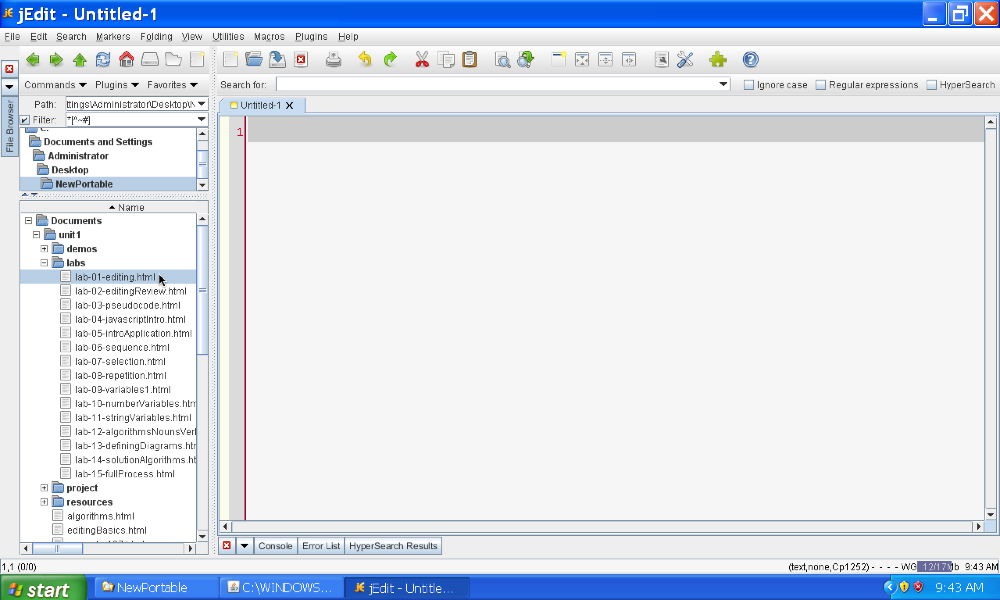 jEdit - Untitled-1
File Edit Search Markers Folding View Utilities Macros Plugins Help
Commands Plugins Favorites
Search for: Ignore case Regular expressions HyperSearch
Path: ttings\Administrator\Desktop\
Filter: *[^~#]
Untitled-1
File Browser
1
Documents and Settings
Administrator
Desktop
NewPortable
Name
Documents
unit1
demos
labs
lab-01-editing.html
lab-02-editingReview.html
lab-03-pseudocode.html
lab-04-javascriptIntro.html
lab-05-introApplication.html
lab-06-sequence.html
lab-07-selection.html
lab-08-repetition.html
lab-09-variables1.html
lab-10-numberVariables.htm
lab-11-stringVariables.html
lab-12-algorithmsNounsVerl
lab-13-definingDiagrams.htr
lab-14-solutionAlgorithms.ht
lab-15-fullProcess.html
project
resources
algorithms.html
editingBasics.html
Console Error List HyperSearch Results
1,1 (0/0) (text,none,Cp1252) - - - - WG 12/17Mb 9:43 AM
start NewPortable C:\WINDOWS... jEdit - Untitle... 9:43 AM